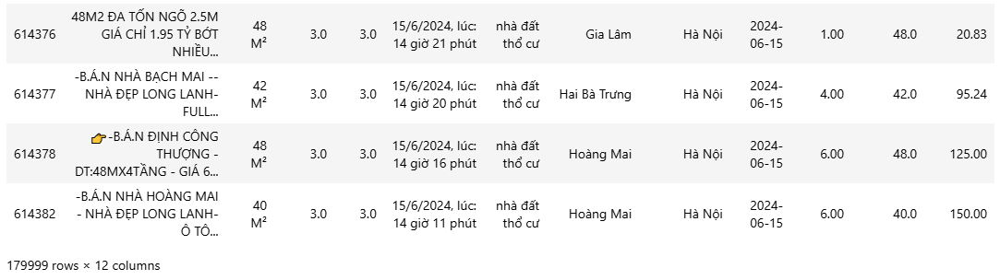 48M2 ĐA TỐN NGÕ 2.5M
614376 GIÁ CHỈ 1.95 TỶ BỚT NHIỀU... 48 M² 3.0 3.0 15/6/2024, lúc: 14 giờ 21 phút nhà đất thổ cư Gia Lâm Hà Nội 2024-06-15 1.00 48.0 20.83
-B.Á.N NHÀ BẠCH MAI --
614377 NHÀ ĐẸP LONG LANH-FULL... 42 M² 3.0 3.0 15/6/2024, lúc: 14 giờ 20 phút nhà đất thổ cư Hai Bà Trưng Hà Nội 2024-06-15 4.00 42.0 95.24
👉-B.Á.N ĐỊNH CÔNG
614378 THƯỢNG - DT:48MX4TẦNG - GIÁ 6... 48 M² 3.0 3.0 15/6/2024, lúc: 14 giờ 16 phút nhà đất thổ cư Hoàng Mai Hà Nội 2024-06-15 6.00 48.0 125.00
-B.Á.N NHÀ HOÀNG MAI
614382 - NHÀ ĐẸP LONG LANH-Ô TÔ... 40 M² 3.0 3.0 15/6/2024, lúc: 14 giờ 11 phút nhà đất thổ cư Hoàng Mai Hà Nội 2024-06-15 6.00 40.0 150.00
179999 rows × 12 columns